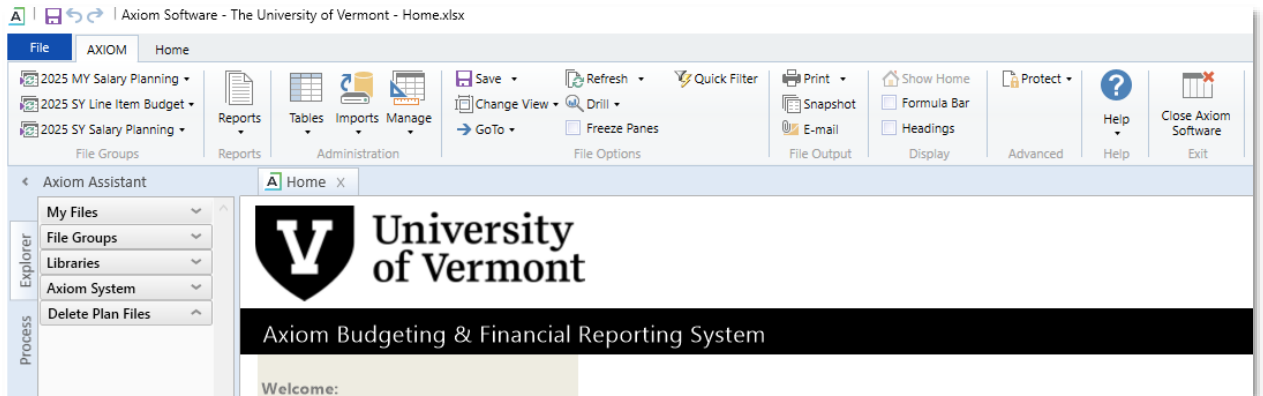 A Axiom Software - The University of Vermont - Home.xlsx
File AXIOM Home
2025 MY Salary Planning
2025 SY Line Item Budget
2025 SY Salary Planning
File Groups
Reports
Reports
Tables Imports Manage
Administration
Save Refresh Quick Filter
Change View Drill
GoTo Freeze Panes
File Options
Print
Snapshot
E-mail
File Output
Show Home
Formula Bar
Headings
Display
Protect
Advanced
Help
Help
Close Axiom
Software
Exit
Axiom Assistant
A Home X
Explorer
Process
My Files
File Groups
Libraries
Axiom System
Delete Plan Files
V
University
of Vermont
Axiom Budgeting & Financial Reporting System
Welcome: